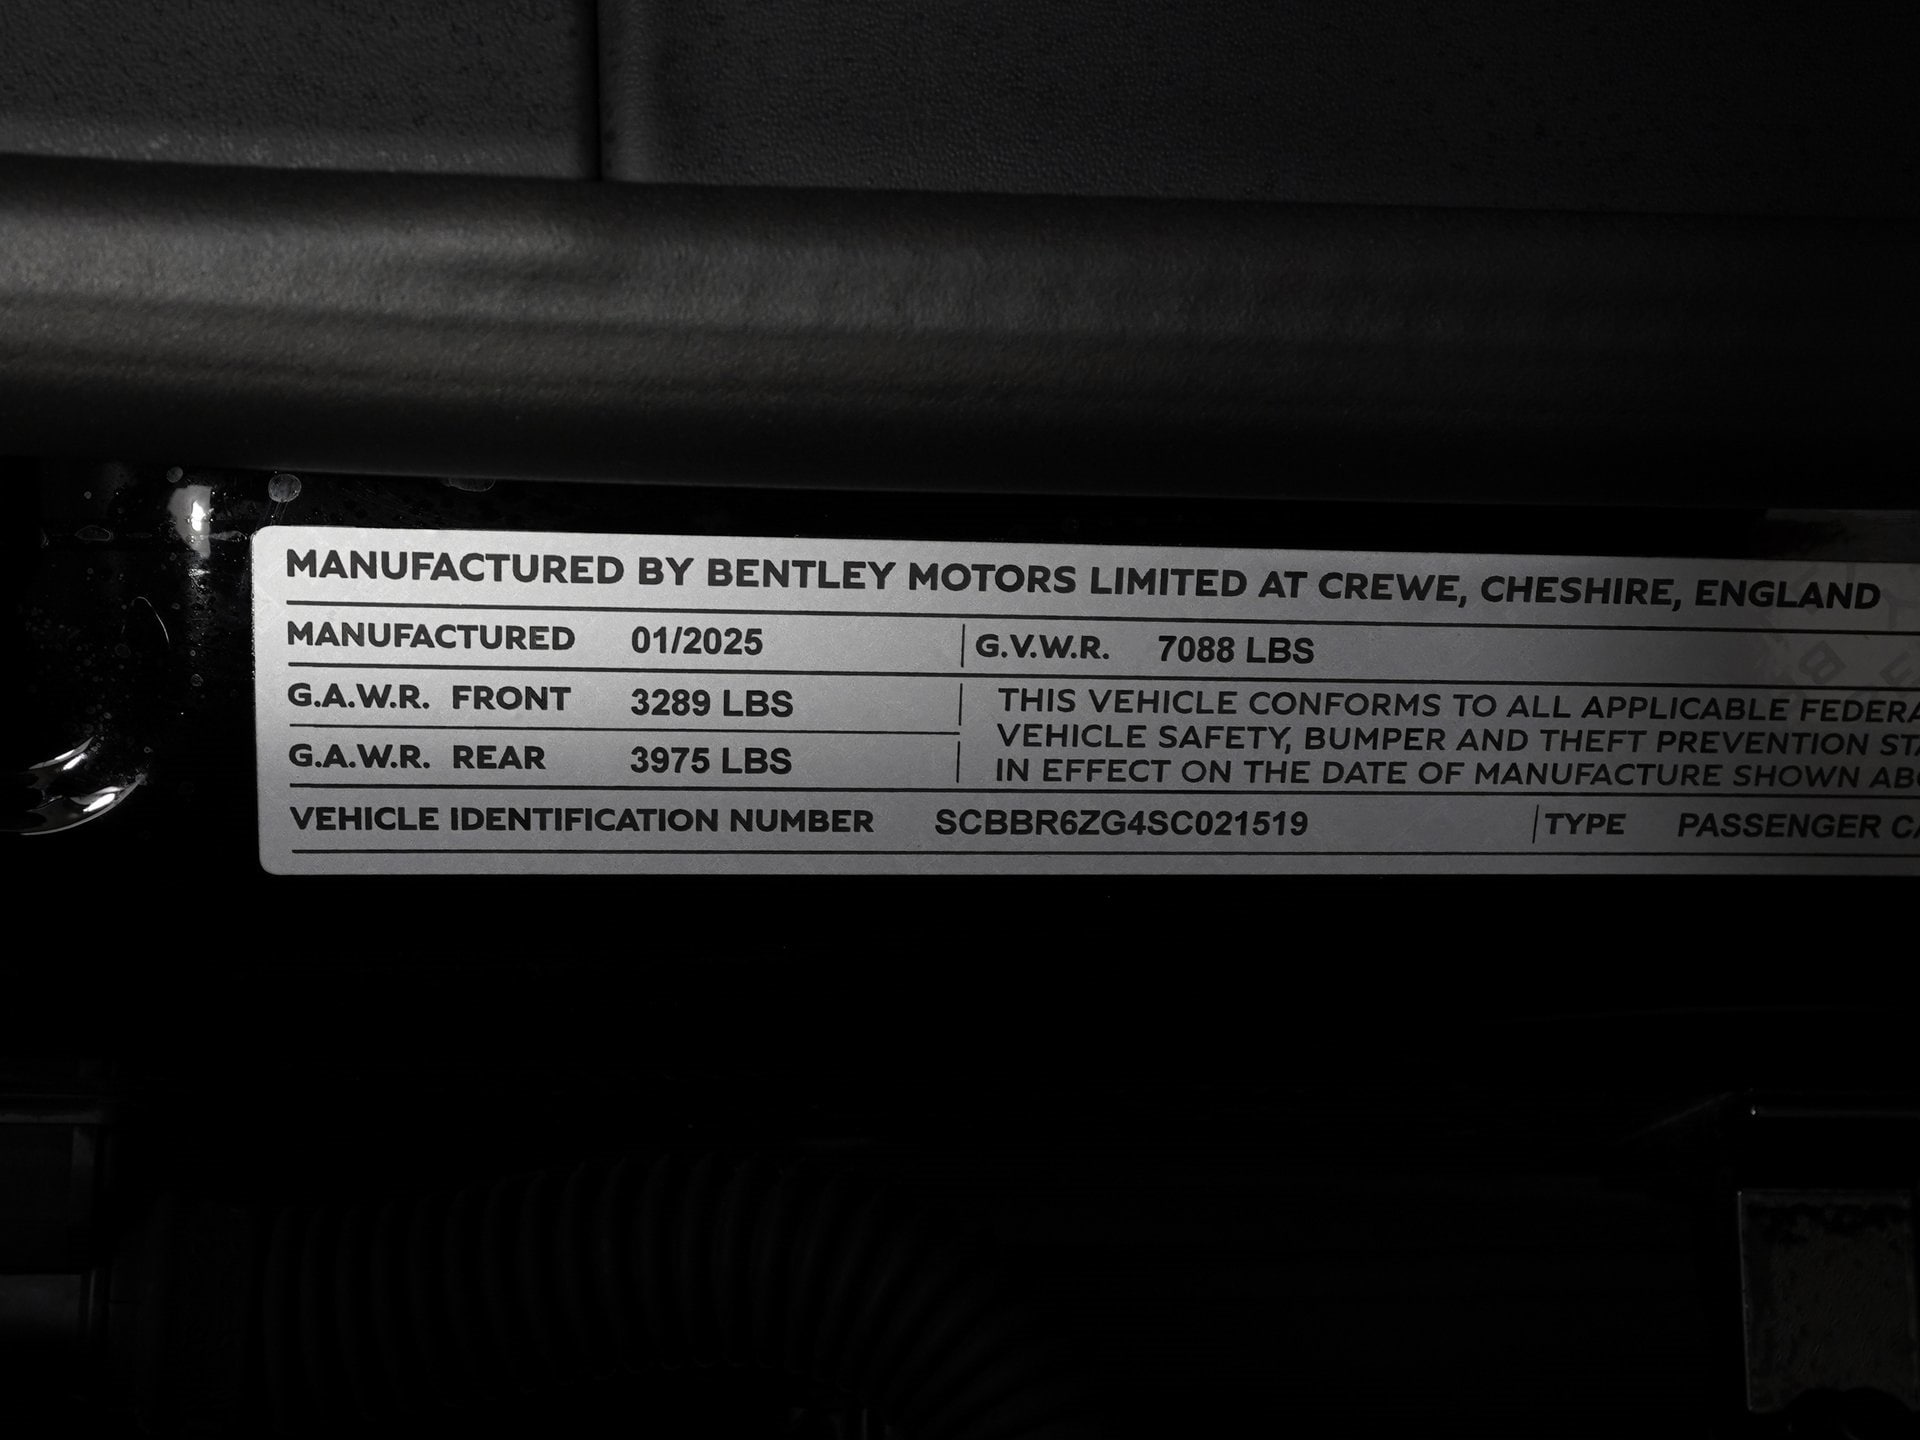 MANUFACTURED BY BENTLEY MOTORS LIMITED AT CREWE, CHESHIRE, ENGLAND
MANUFACTURED 01/2025 G.V.W.R. 7088 LBS
G.A.W.R. FRONT 3289 LBS
G.A.W.R. REAR 3975 LBS
THIS VEHICLE CONFORMS TO ALL APPLICABLE
VEHICLE SAFETY, BUMPER AND THEFT PREVENTION
IN EFFECT ON THE DATE OF MANUFACTURE SHOWN
VEHICLE IDENTIFICATION NUMBER SCBBR6ZG4SC021519 TYPE PASSENGER